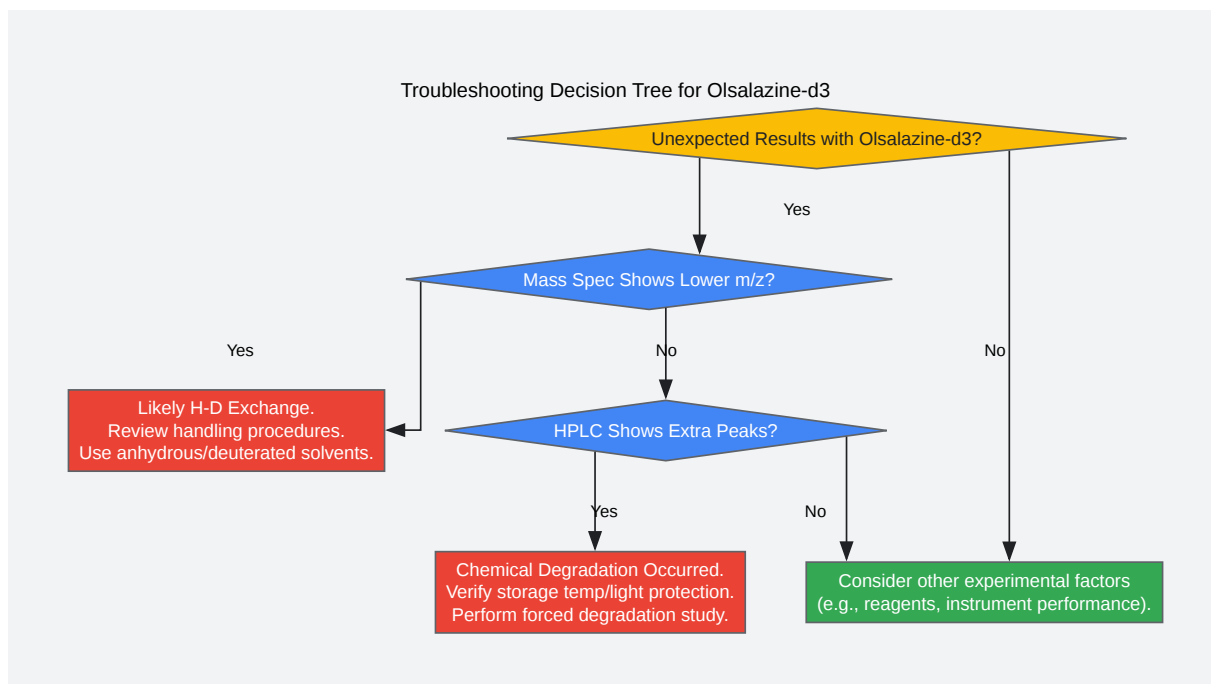 Troubleshooting Decision Tree for Olsalazine-d3
Unexpected Results with Olsalazine-d3?
Yes
Mass Spec Shows Lower m/z?
Yes
No
No
Likely H-D Exchange.
Review handling procedures.
Use anhydrous/deuterated solvents.
HPLC Shows Extra Peaks?
Yes
No
Chemical Degradation Occurred.
Verify storage temp/light protection.
Perform forced degradation study.
Consider other experimental factors
(e.g., reagents, instrument performance).